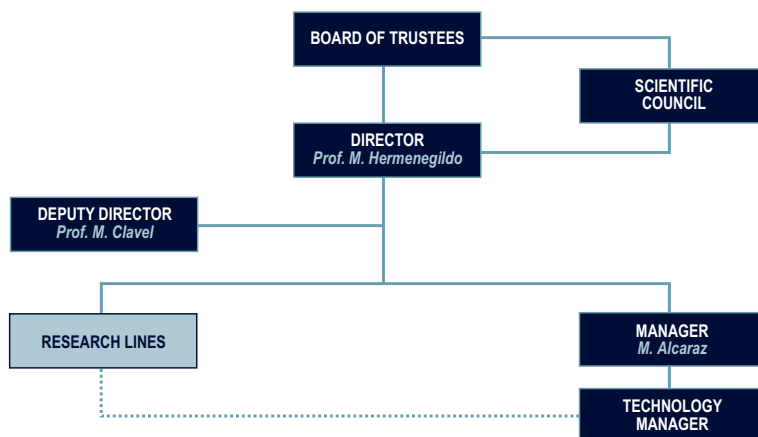 BOARD OF TRUSTEES
SCIENTIFIC
COUNCIL
DIRECTOR
Prof. M. Hermenegildo
DEPUTY DIRECTOR
Prof. M. Clavel
RESEARCH LINES
MANAGER
M. Alcaraz
TECHNOLOGY
MANAGER